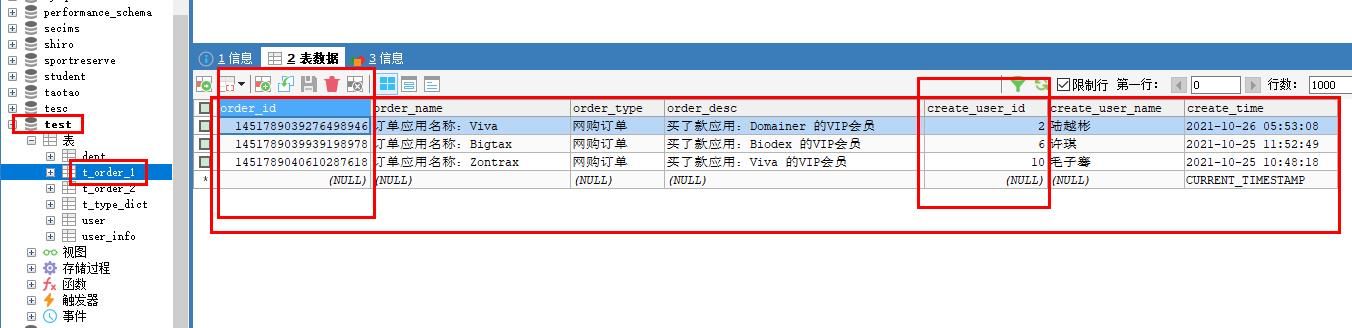 performance_schema
secims
shiro
sportreserve
student
taotao
tesc
test
表
dept
t_order_1
t_order_2
t_type_dict
user
user_info
视图
存储过程
函数
触发器
事件
1 信息 2 表数据 3 信息
限制行 第一行： 0 行数： 1000
order_id order_name order_type order_desc create_user_id create_user_name create_time
1451789039276498946 订单应用名称：Viva 网购订单 买了款应用：Domainer 的VIP会员 2 陆越彬 2021-10-26 05:53:08
1451789039939198978 订单应用名称：Bigtax 网购订单 买了款应用：Biodex 的VIP会员 6 许琪 2021-10-25 11:52:49
1451789040610287618 订单应用名称：Zontrax 网购订单 买了款应用：Viva 的VIP会员 10 毛子骞 2021-10-25 10:48:18
* (NULL) (NULL) (NULL) (NULL) (NULL) (NULL) CURRENT_TIMESTAMP